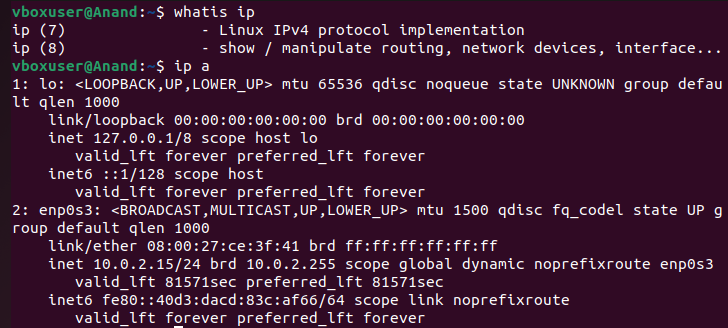 vboxuser@Anand:~$ whatis ip
ip (7)               - Linux IPv4 protocol implementation
ip (8)               - show / manipulate routing, network devices, interface...
vboxuser@Anand:~$ ip a
1: lo: <LOOPBACK,UP,LOWER_UP> mtu 65536 qdisc noqueue state UNKNOWN group defau
lt qlen 1000
    link/loopback 00:00:00:00:00:00 brd 00:00:00:00:00:00
    inet 127.0.0.1/8 scope host lo
       valid_lft forever preferred_lft forever
    inet6 ::1/128 scope host
       valid_lft forever preferred_lft forever
2: enp0s3: <BROADCAST,MULTICAST,UP,LOWER_UP> mtu 1500 qdisc fq_codel state UP g
roup default qlen 1000
    link/ether 08:00:27:ce:3f:41 brd ff:ff:ff:ff:ff:ff
    inet 10.0.2.15/24 brd 10.0.2.255 scope global dynamic noprefixroute enp0s3
       valid_lft 81571sec preferred_lft 81571sec
    inet6 fe80::40d3:dacd:83c:af66/64 scope link noprefixroute
       valid_lft forever preferred_lft forever